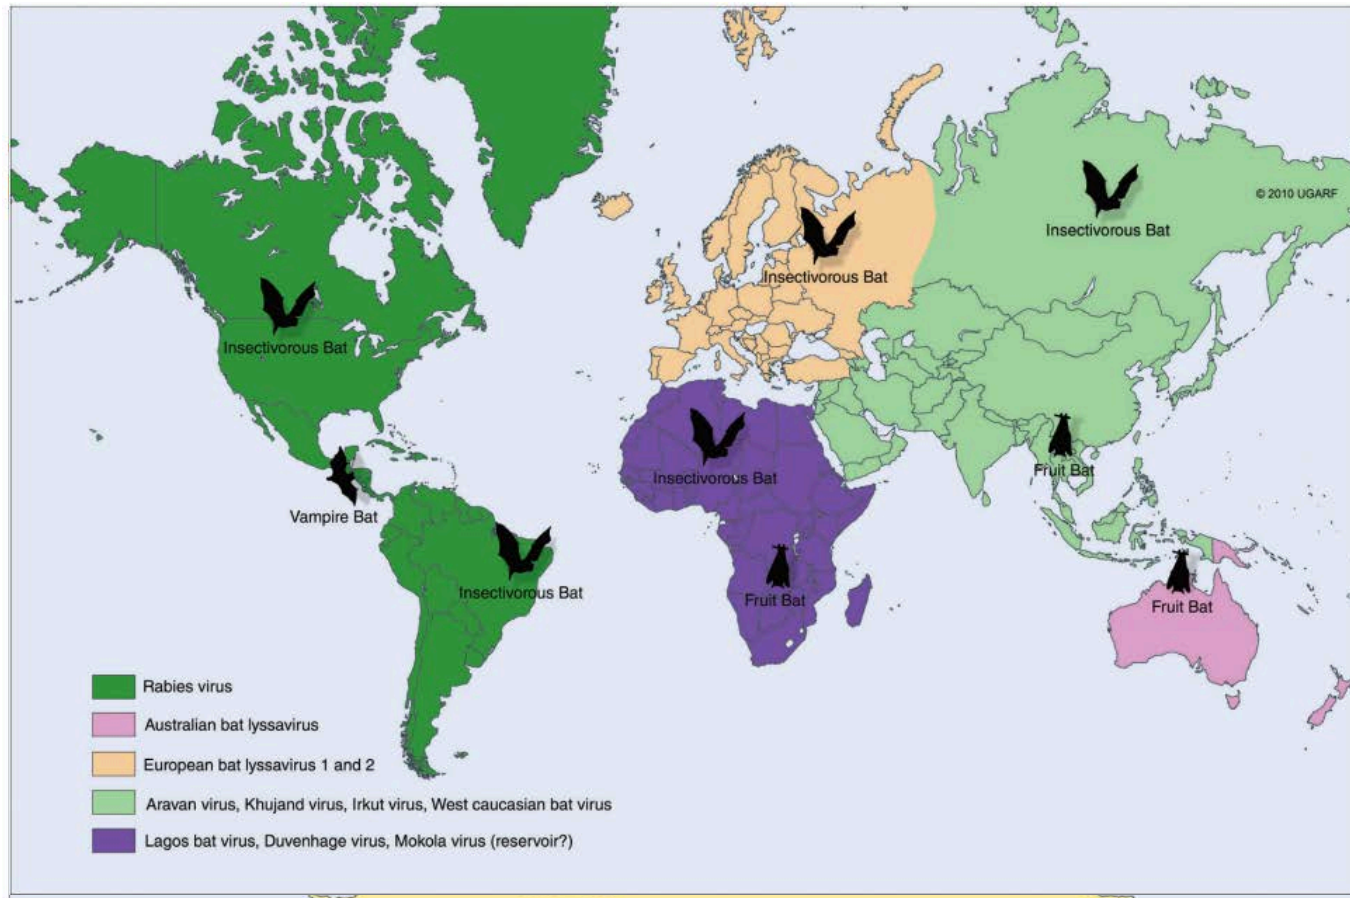 © 2010 UGARF
Insectivorous Bat
Insectivorous Bat
Insectivorous Bat
Fruit Bat
Insectivorous Bat
Vampire Bat
Insectivorous Bat
Fruit Bat
Fruit Bat
Rabies virus
Australian bat lyssavirus
European bat lyssavirus 1 and 2
Aravan virus, Khujand virus, Irkut virus, West caucasian bat virus
Lagos bat virus, Duvenhage virus, Mokola virus (reservoir?)